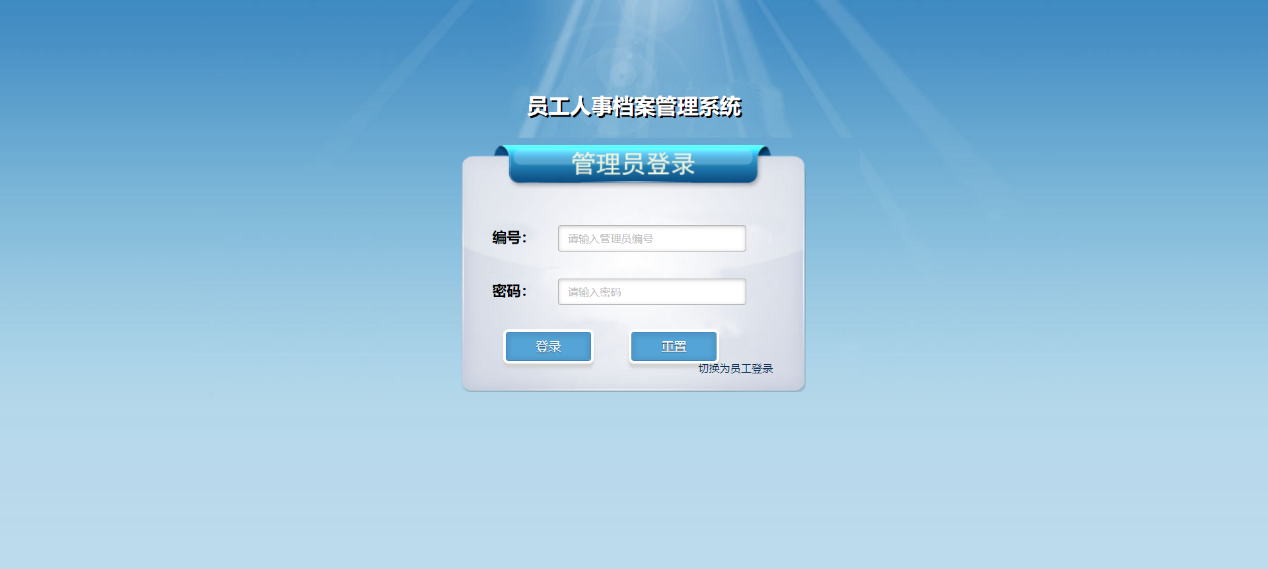 员工人事档案管理系统
管理员登录
编号：
请输入管理员编号
密码：
请输入密码
登录
重置
切换为员工登录